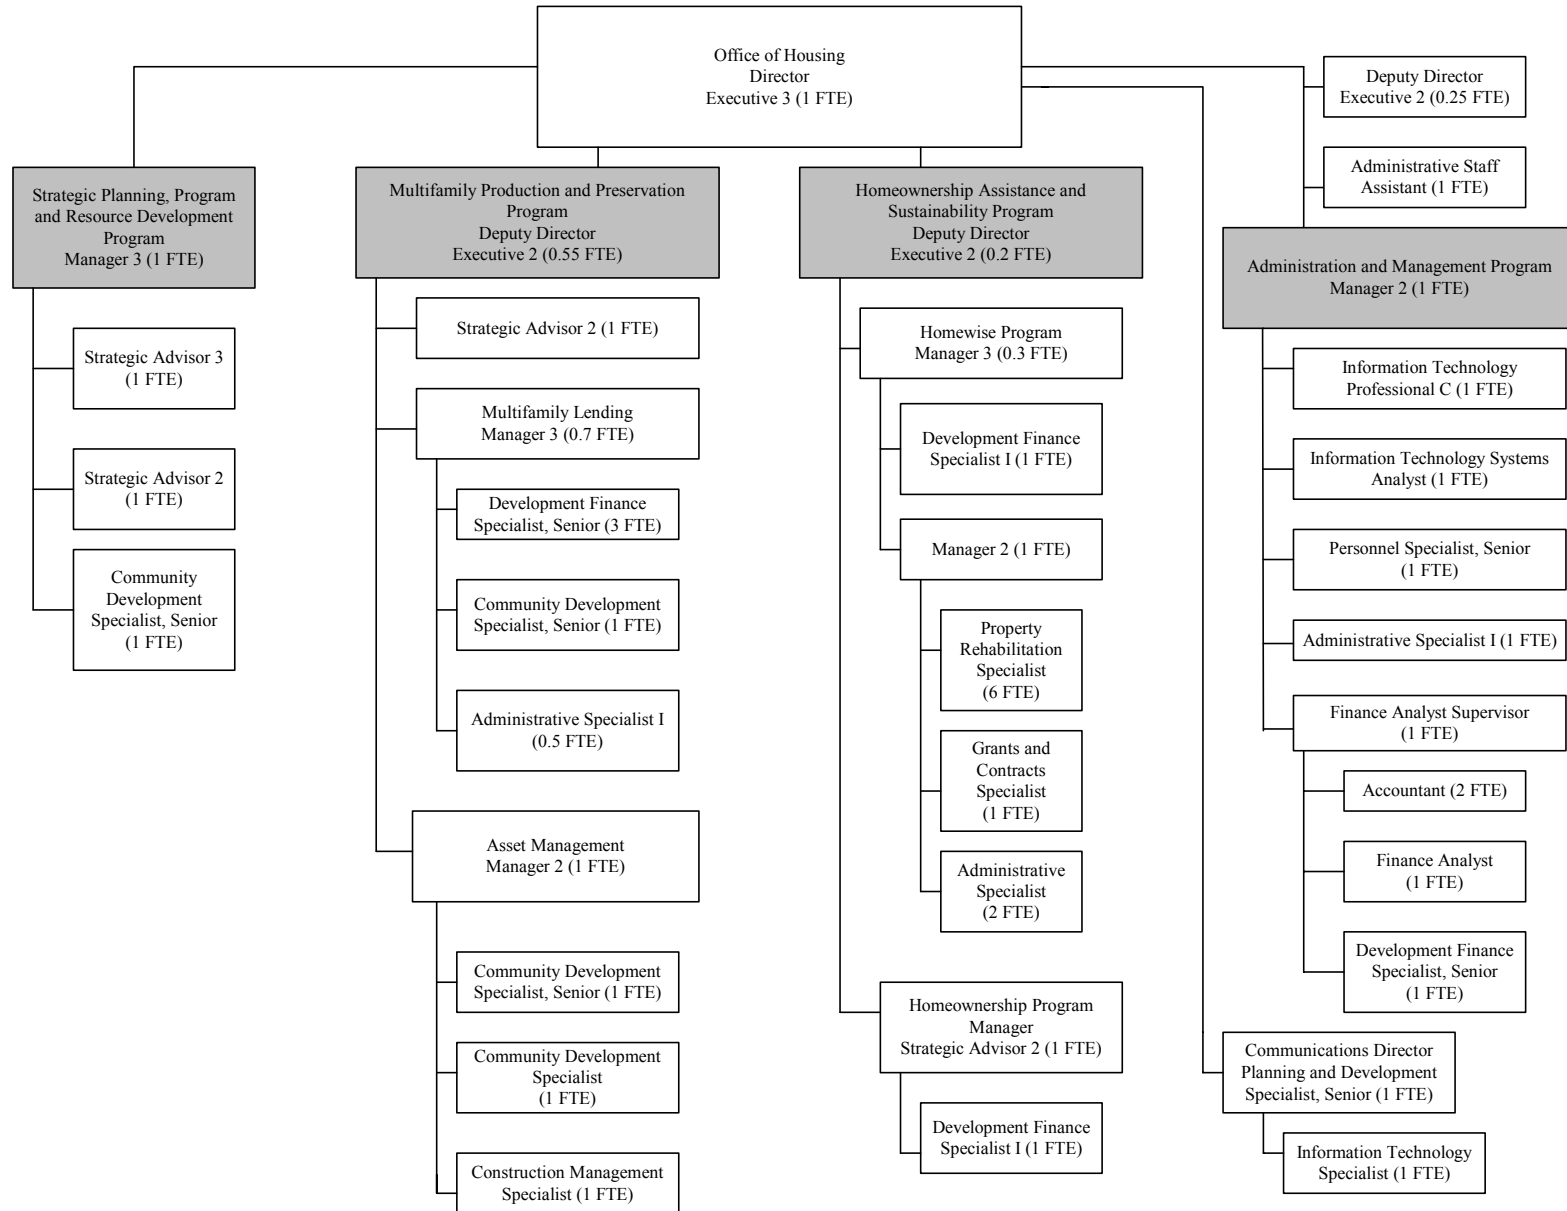 Office of Housing
Director
Executive 3 (1 FTE)
Strategic Planning, Program
and Resource Development
Program
Manager 3 (1 FTE)
Strategic Advisor 3
(1 FTE)
Strategic Advisor 2
(1 FTE)
Community
Development
Specialist, Senior
(1 FTE)
Multifamily Production and Preservation
Program
Deputy Director
Executive 2 (0.55 FTE)
Strategic Advisor 2 (1 FTE)
Multifamily Lending
Manager 3 (0.7 FTE)
Development Finance
Specialist, Senior (3 FTE)
Community Development
Specialist, Senior (1 FTE)
Administrative Specialist I
(0.5 FTE)
Asset Management
Manager 2 (1 FTE)
Community Development
Specialist, Senior (1 FTE)
Community Development
Specialist
(1 FTE)
Construction Management
Specialist (1 FTE)
Homeownership Assistance and
Sustainability Program
Deputy Director
Executive 2 (0.2 FTE)
Homewise Program
Manager 3 (0.3 FTE)
Development Finance
Specialist I (1 FTE)
Manager 2 (1 FTE)
Property
Rehabilitation
Specialist
(6 FTE)
Grants and
Contracts
Specialist
(1 FTE)
Administrative
Specialist
(2 FTE)
Homeownership Program
Manager
Strategic Advisor 2 (1 FTE)
Development Finance
Specialist I (1 FTE)
Deputy Director
Executive 2 (0.25 FTE)
Administrative Staff
Assistant (1 FTE)
Administration and Management Program
Manager 2 (1 FTE)
Information Technology
Professional C (1 FTE)
Information Technology Systems
Analyst (1 FTE)
Personnel Specialist, Senior
(1 FTE)
Administrative Specialist I (1 FTE)
Finance Analyst Supervisor
(1 FTE)
Accountant (2 FTE)
Finance Analyst
(1 FTE)
Development Finance
Specialist, Senior
(1 FTE)
Communications Director
Planning and Development
Specialist, Senior (1 FTE)
Information Technology
Specialist (1 FTE)